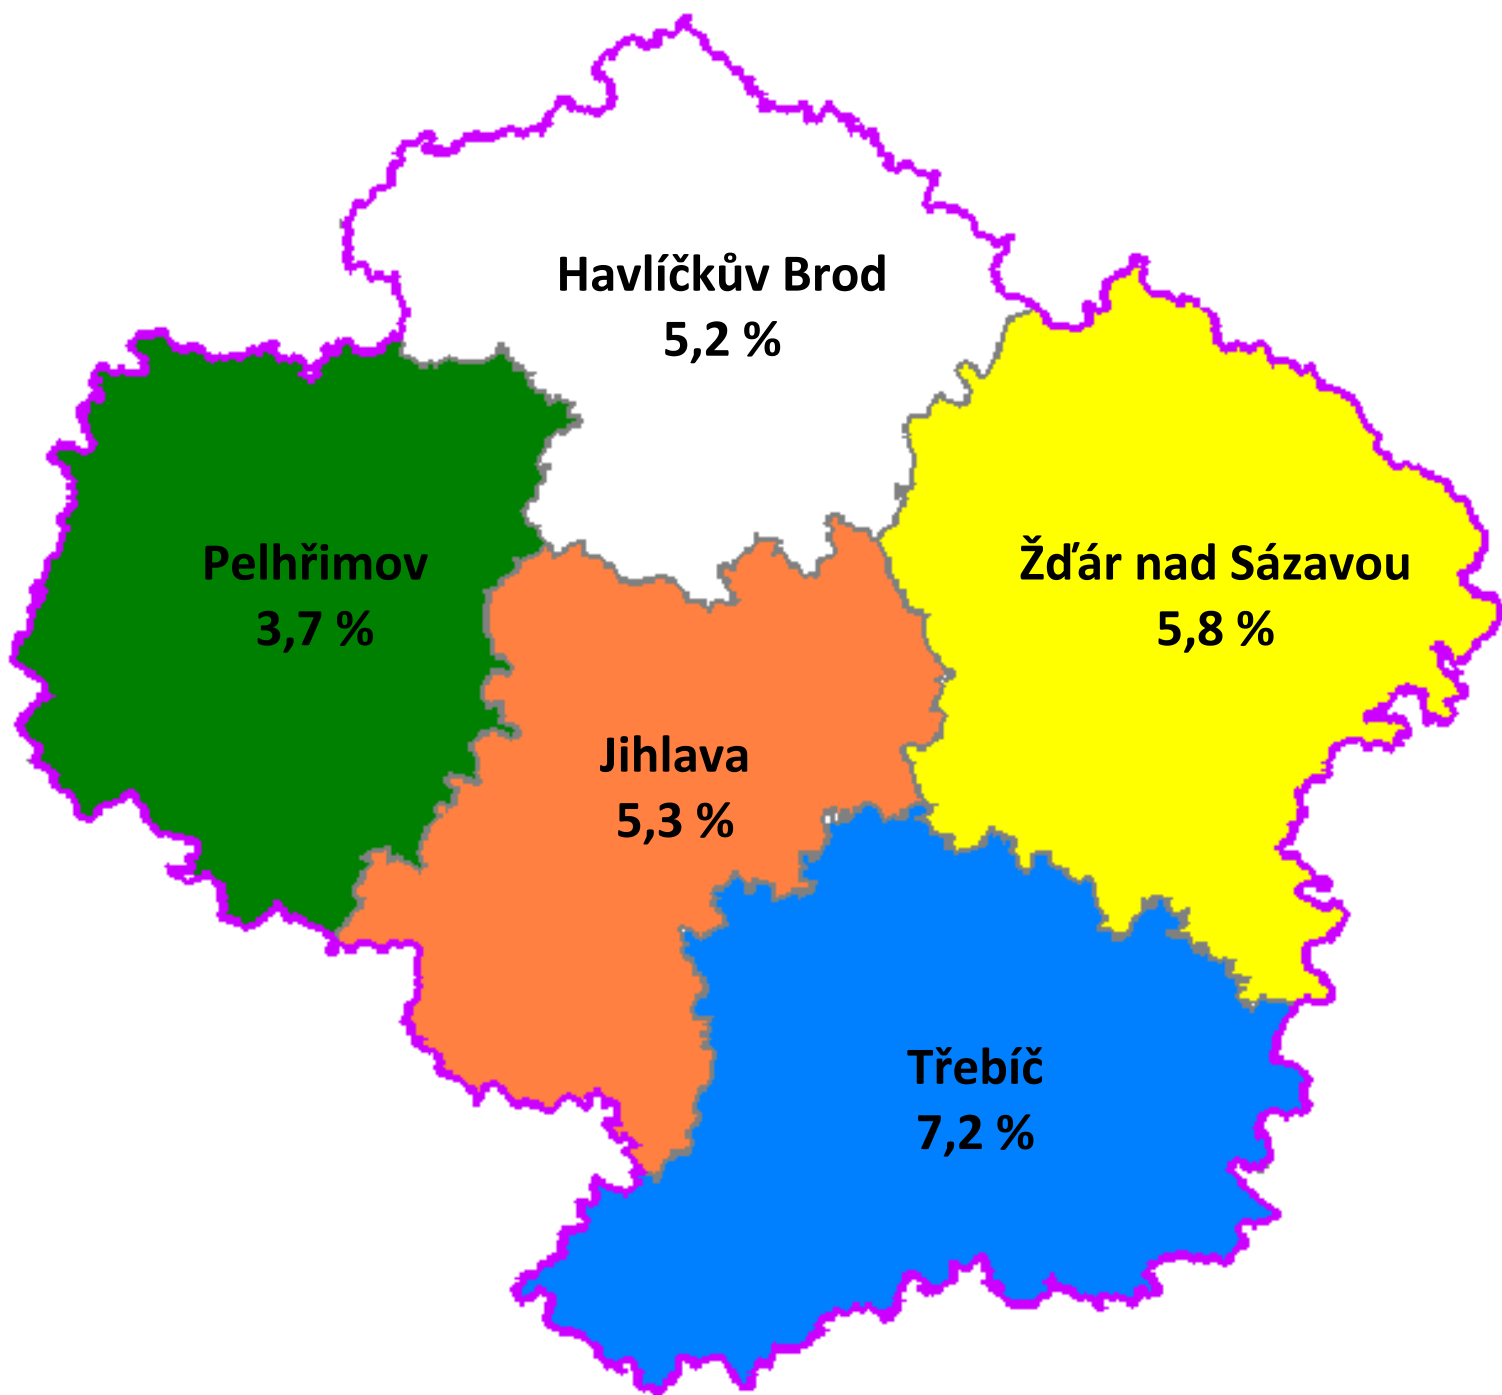 Havlíčkův Brod
5,2 %
Pelhřimov
3,7 %
Žďár nad Sázavou
5,8 %
Jihlava
5,3 %
Třebíč
7,2 %